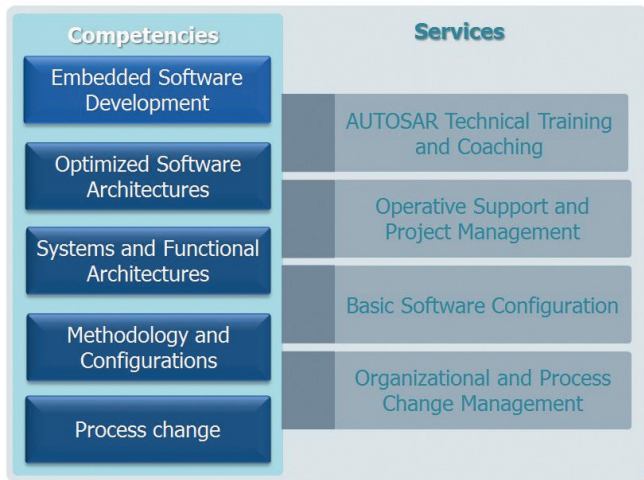 Competencies
Embedded Software
Development
Optimized Software
Architectures
Systems and Functional
Architectures
Methodology and
Configurations
Process change
Services
AUTOSAR Technical Training
and Coaching
Operative Support and
Project Management
Basic Software Configuration
Organizational and Process
Change Management